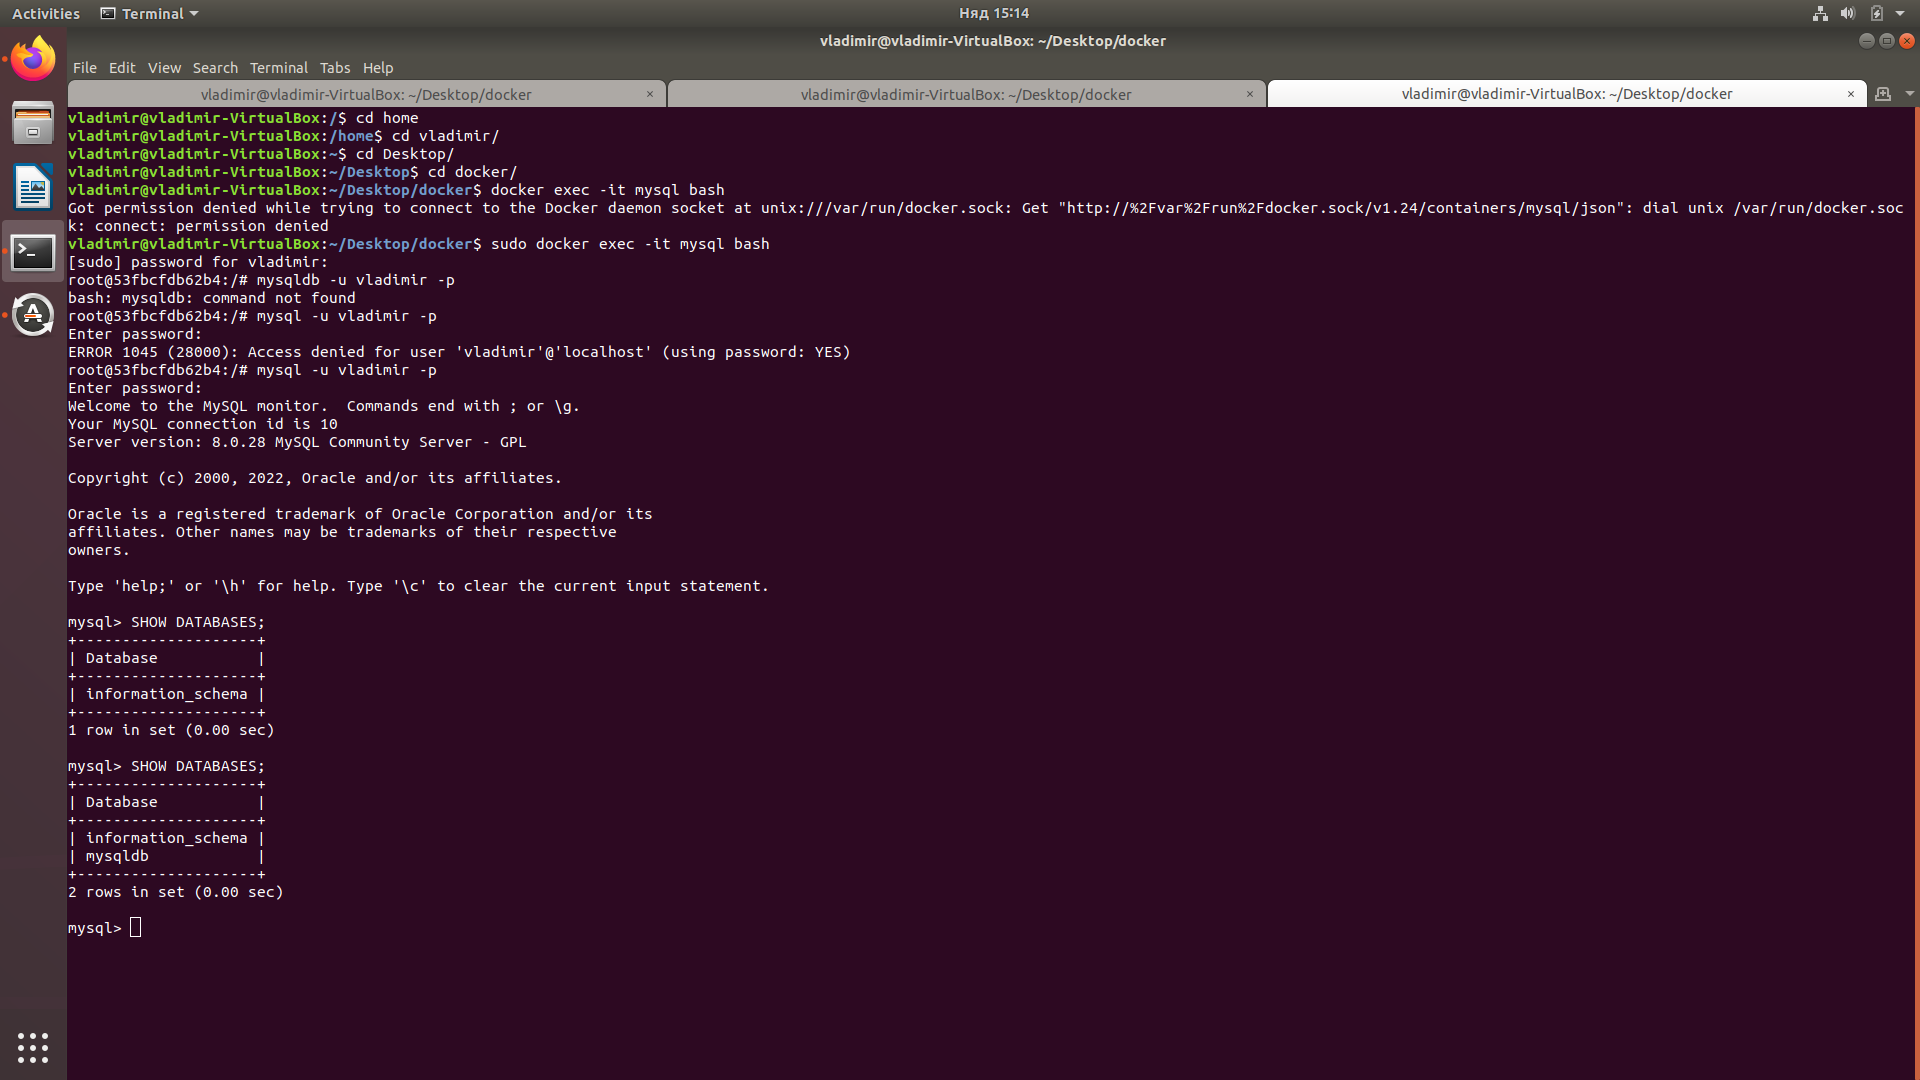 Activities
Terminal
Няд 15:14
vladimir@vladimir-VirtualBox: ~/Desktop/docker
File Edit View Search Terminal Tabs Help
vladimir@vladimir-VirtualBox: ~/Desktop/docker
vladimir@vladimir-VirtualBox: ~/Desktop/docker
vladimir@vladimir-VirtualBox: ~/Desktop/docker
vladimir@vladimir-VirtualBox:/$ cd home
vladimir@vladimir-VirtualBox:/home$ cd vladimir/
vladimir@vladimir-VirtualBox:~$ cd Desktop/
vladimir@vladimir-VirtualBox:~/Desktop$ cd docker/
vladimir@vladimir-VirtualBox:~/Desktop/docker$ docker exec -it mysql bash
Got permission denied while trying to connect to the Docker daemon socket at unix:///var/run/docker.sock: Get "http://%2Fvar%2Frun%2Fdocker.sock/v1.24/containers/mysql/json": dial unix /var/run/docker.soc
k: connect: permission denied
vladimir@vladimir-VirtualBox:~/Desktop/docker$ sudo docker exec -it mysql bash
[sudo] password for vladimir:
root@53fbcfdb62b4:/# mysqldb -u vladimir -p
bash: mysqldb: command not found
root@53fbcfdb62b4:/# mysql -u vladimir -p
Enter password:
ERROR 1045 (28000): Access denied for user 'vladimir'@'localhost' (using password: YES)
root@53fbcfdb62b4:/# mysql -u vladimir -p
Enter password:
Welcome to the MySQL monitor.  Commands end with ; or \g.
Your MySQL connection id is 10
Server version: 8.0.28 MySQL Community Server - GPL
Copyright (c) 2000, 2022, Oracle and/or its affiliates.
Oracle is a registered trademark of Oracle Corporation and/or its
affiliates. Other names may be trademarks of their respective
owners.
Type 'help;' or '\h' for help. Type '\c' to clear the current input statement.
mysql> SHOW DATABASES;
+--------------------+
| Database           |
+--------------------+
| information_schema |
+--------------------+
1 row in set (0.00 sec)
mysql> SHOW DATABASES;
+--------------------+
| Database           |
+--------------------+
| information_schema |
| mysqldb            |
+--------------------+
2 rows in set (0.00 sec)
mysql>